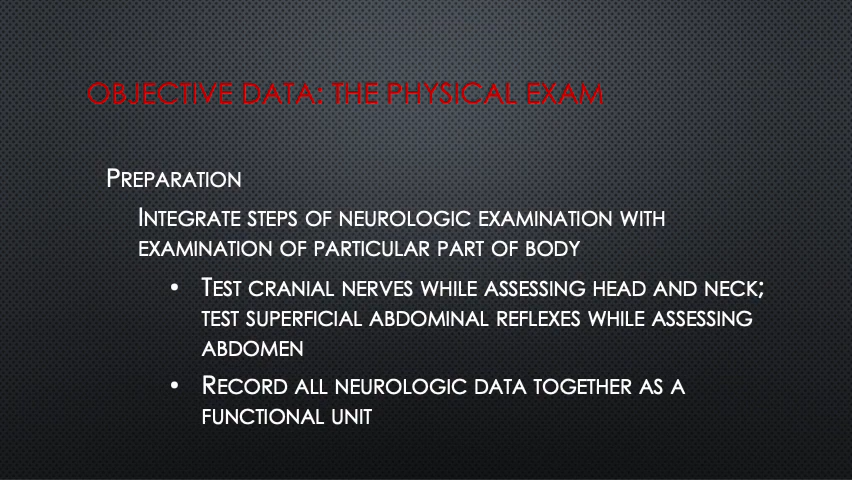 OBJECTIVE DATA: THE PHYSICAL EXAM
PREPARATION
INTEGRATE STEPS OF NEUROLOGIC EXAMINATION WITH
EXAMINATION OF PARTICULAR PART OF BODY
• TEST CRANIAL NERVES WHILE ASSESSING HEAD AND NECK;
TEST SUPERFICIAL ABDOMINAL REFLEXES WHILE ASSESSING
ABDOMEN
• RECORD ALL NEUROLOGIC DATA TOGETHER AS A
FUNCTIONAL UNIT